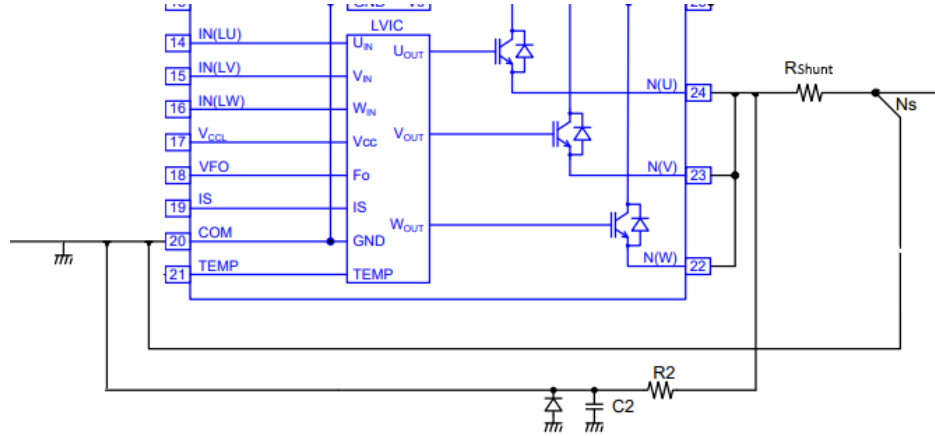 LVIC
14 IN(LU) UIN UOUT
N(U) 24 RShunt
15 IN(LV) VIN
Ns
16 IN(LW) WIN
17 VCCL Vcc VOUT
18 VFO Fo N(V) 23
19 IS IS
WOUT
20 COM GND
N(W) 22
21 TEMP TEMP
R2
C2